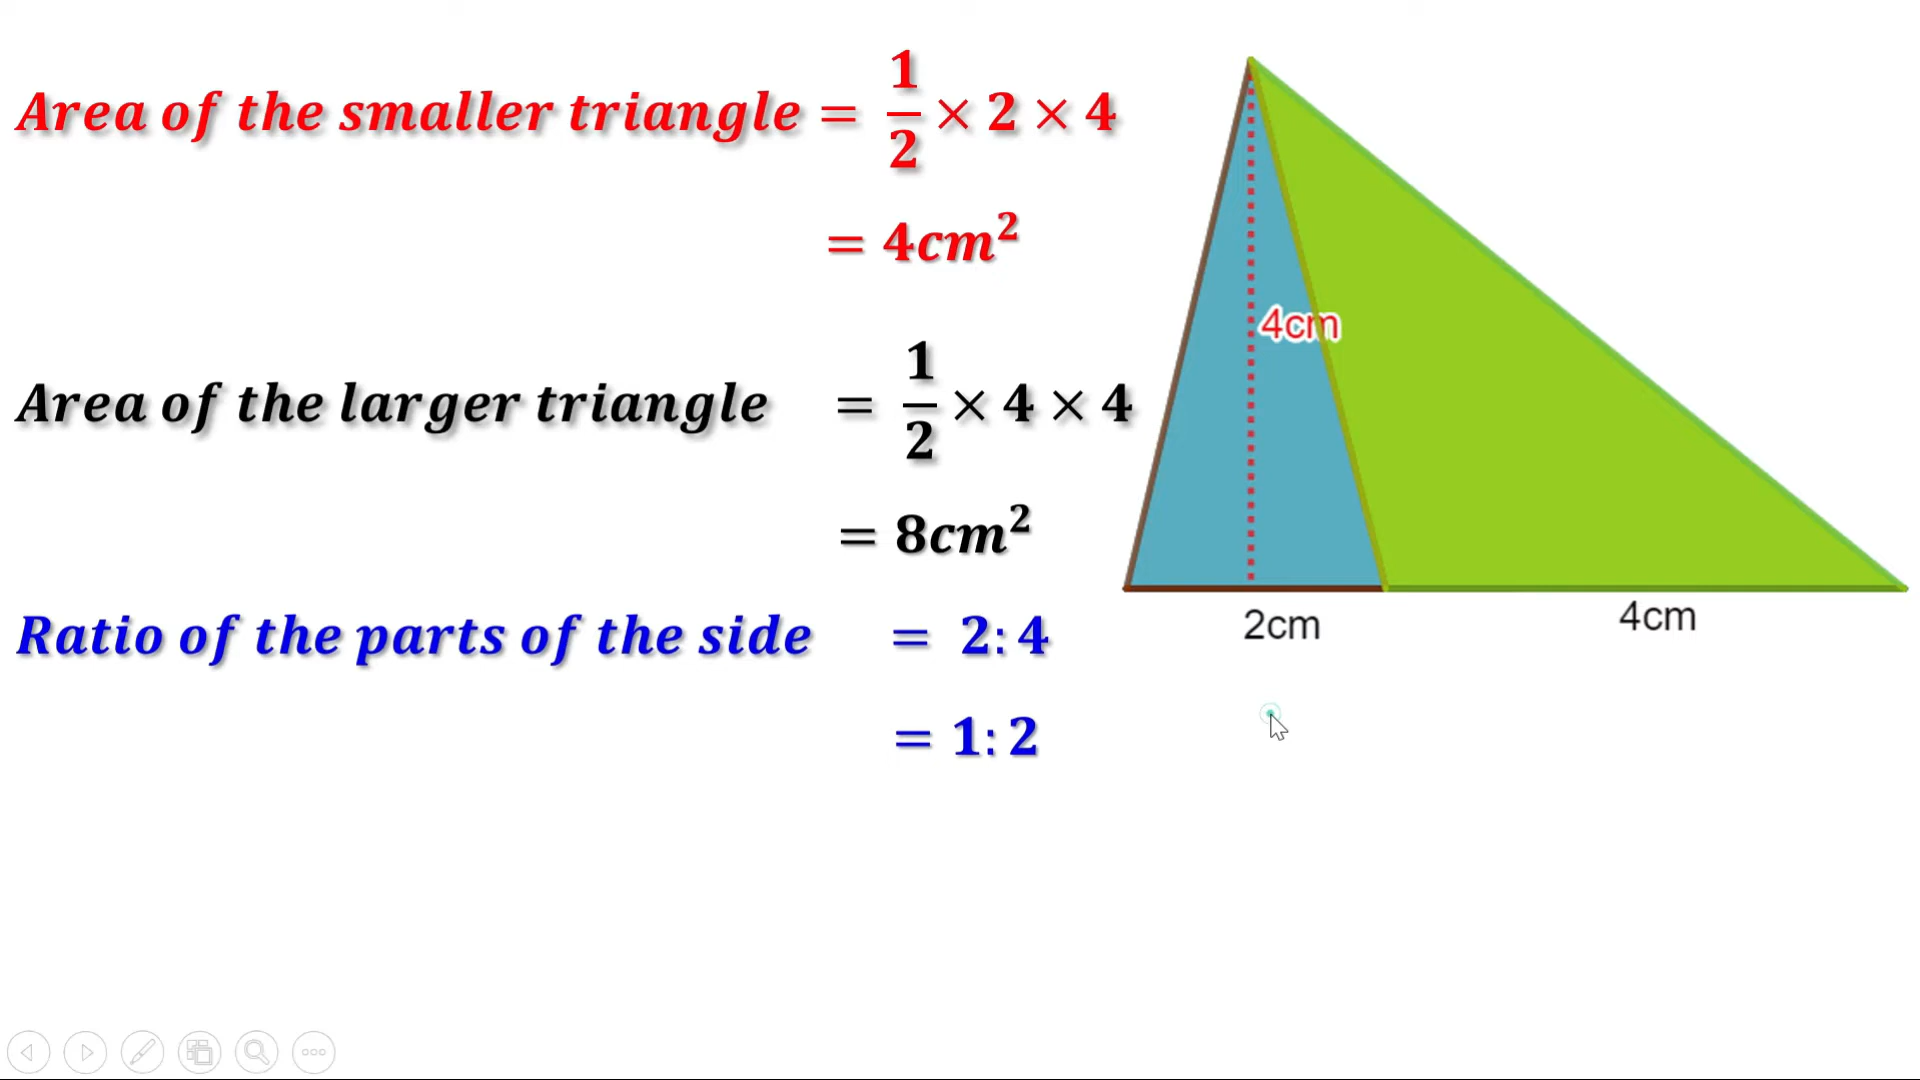 Area of the smaller triangle = 1/2 × 2 × 4
= 4cm²
4cm
Area of the larger triangle = 1/2 × 4 × 4
= 8cm²
2cm
4cm
Ratio of the parts of the side = 2:4
= 1:2